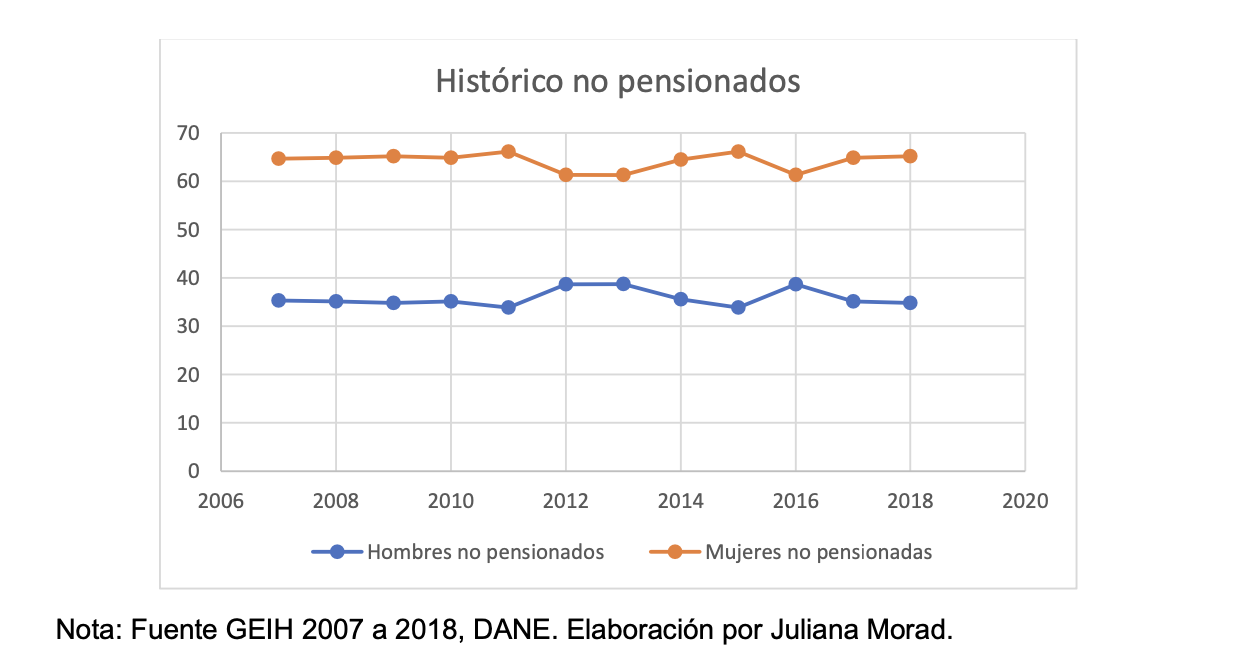 Histórico no pensionados
70
60
50
40
30
20
10
0
2006 2008 2010 2012 2014 2016 2018 2020
Hombres no pensionados Mujeres no pensionadas
Nota: Fuente GEIH 2007 a 2018, DANE. Elaboración por Juliana Morad.